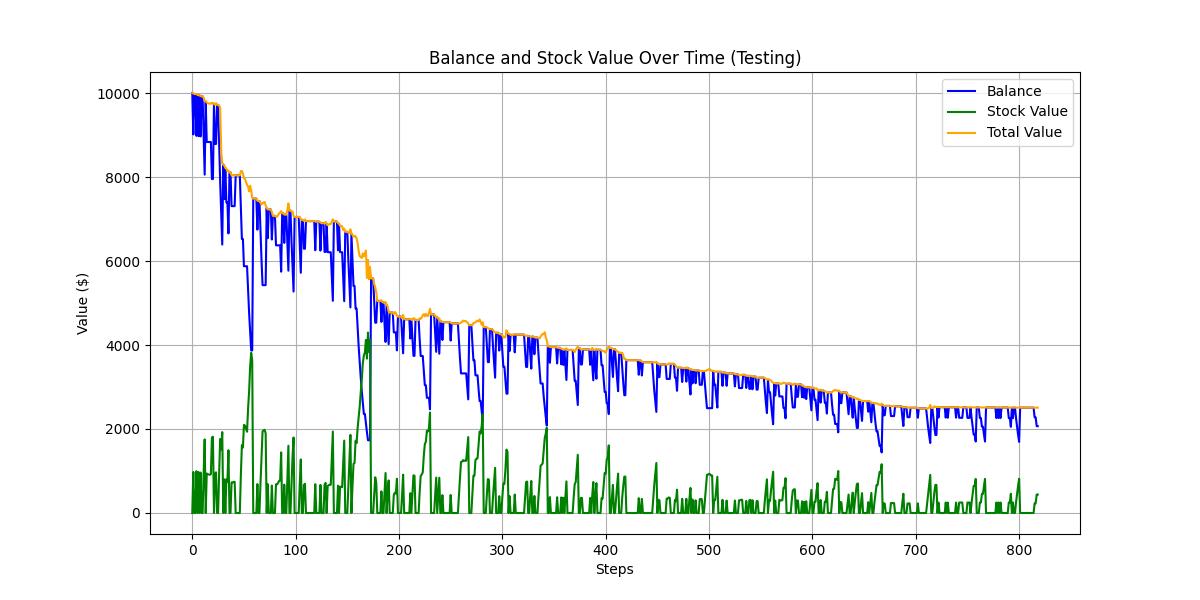 Balance and Stock Value Over Time (Testing)
Balance
Stock Value
Total Value
Value ($)
10000
8000
6000
4000
2000
0
0 100 200 300 400 500 600 700 800
Steps